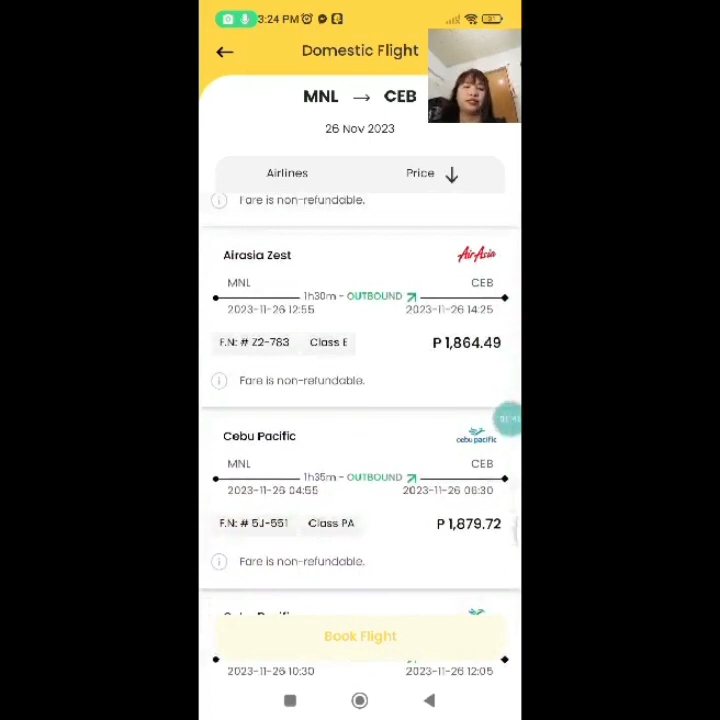 3:24 PM
Domestic Flight
MNL → CEB
26 Nov 2023
Airlines Price ↓
Fare is non-refundable.
Airasia Zest AirAsia
MNL CEB
1h30m - OUTBOUND
2023-11-26 12:55 2023-11-26 14:25
F.N: # Z2-783 Class E P 1,864.49
Fare is non-refundable.
Cebu Pacific cebu pacific
MNL CEB
1h35m - OUTBOUND
2023-11-26 04:55 2023-11-26 06:30
F.N: # 5J-551 Class PA P 1,879.72
Fare is non-refundable.
Book Flight
2023-11-26 10:30 2023-11-26 12:05